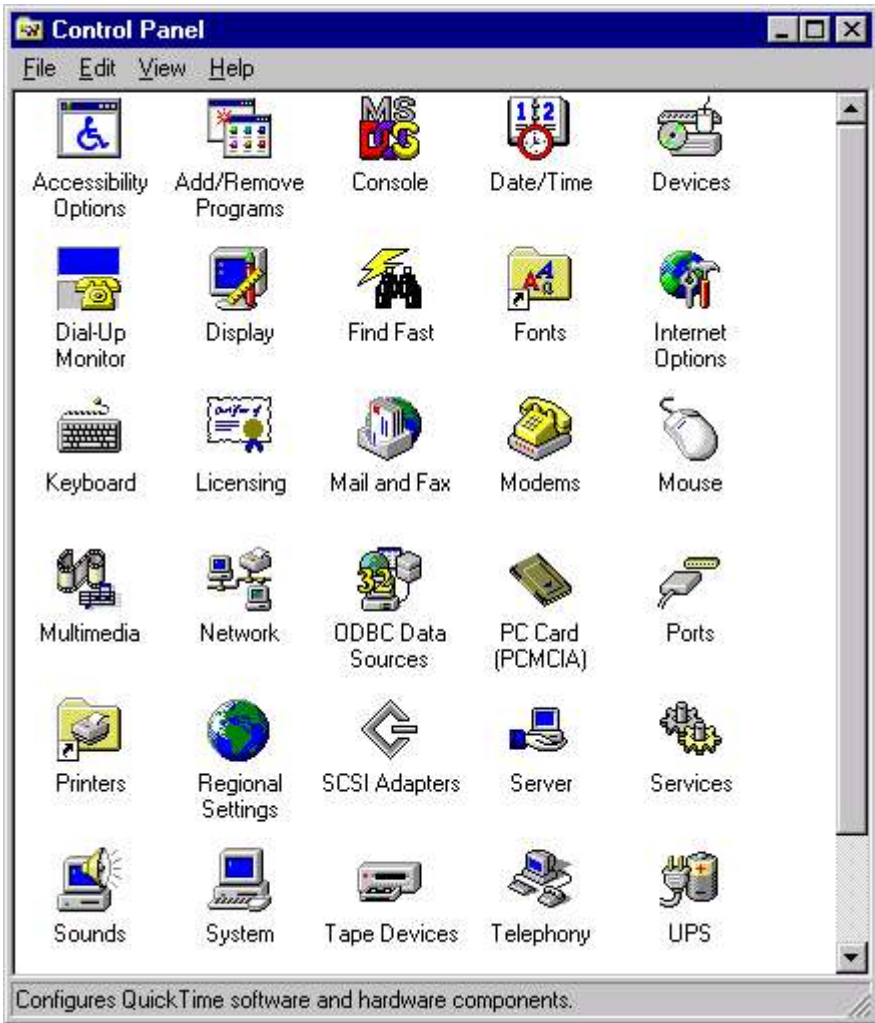 Control Panel
File Edit View Help
Accessibility Options
Add/Remove Programs
Console
Date/Time
Devices
Dial-Up Monitor
Display
Find Fast
Fonts
Internet Options
Keyboard
Licensing
Mail and Fax
Modems
Mouse
Multimedia
Network
ODBC Data Sources
PC Card (PCMCIA)
Ports
Printers
Regional Settings
SCSI Adapters
Server
Services
Sounds
System
Tape Devices
Telephony
UPS
Configures QuickTime software and hardware components.